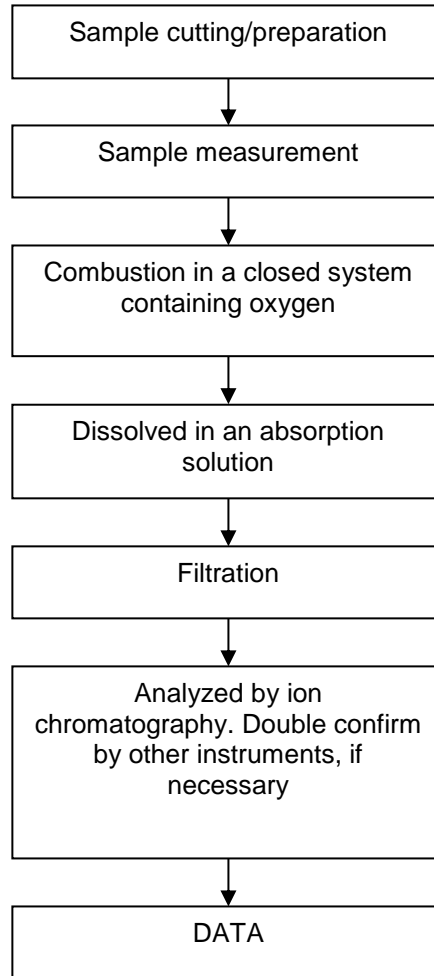 Sample cutting/preparation
Sample measurement
Combustion in a closed system
containing oxygen
Dissolved in an absorption
solution
Filtration
Analyzed by ion
chromatography. Double confirm
by other instruments, if
necessary
DATA